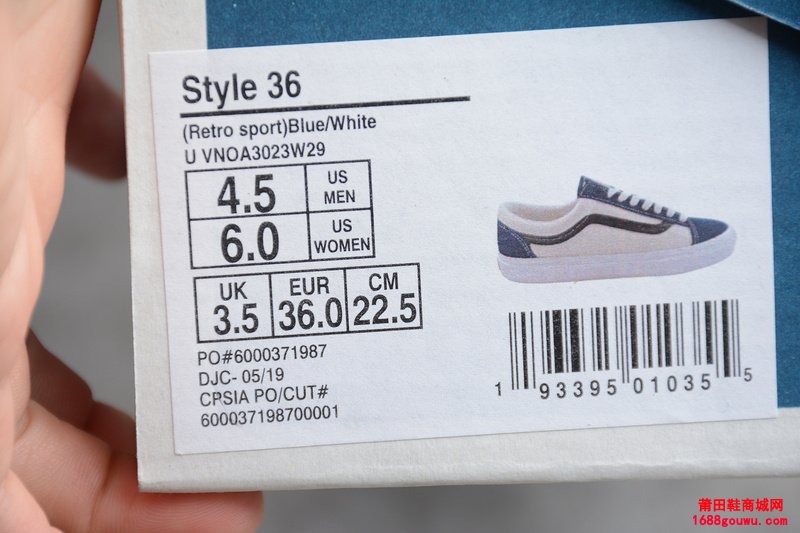 Style 36
(Retro sport)Blue/White
U VN0A3023W29
4.5 US MEN
6.0 US WOMEN
UK EUR CM
3.5 36.0 22.5
PO#6000371987
DJC- 05/19
CPSIA PO/CUT#
600037198700001
1 93395 01035 5
莆田鞋商城网
1688gouwu.com